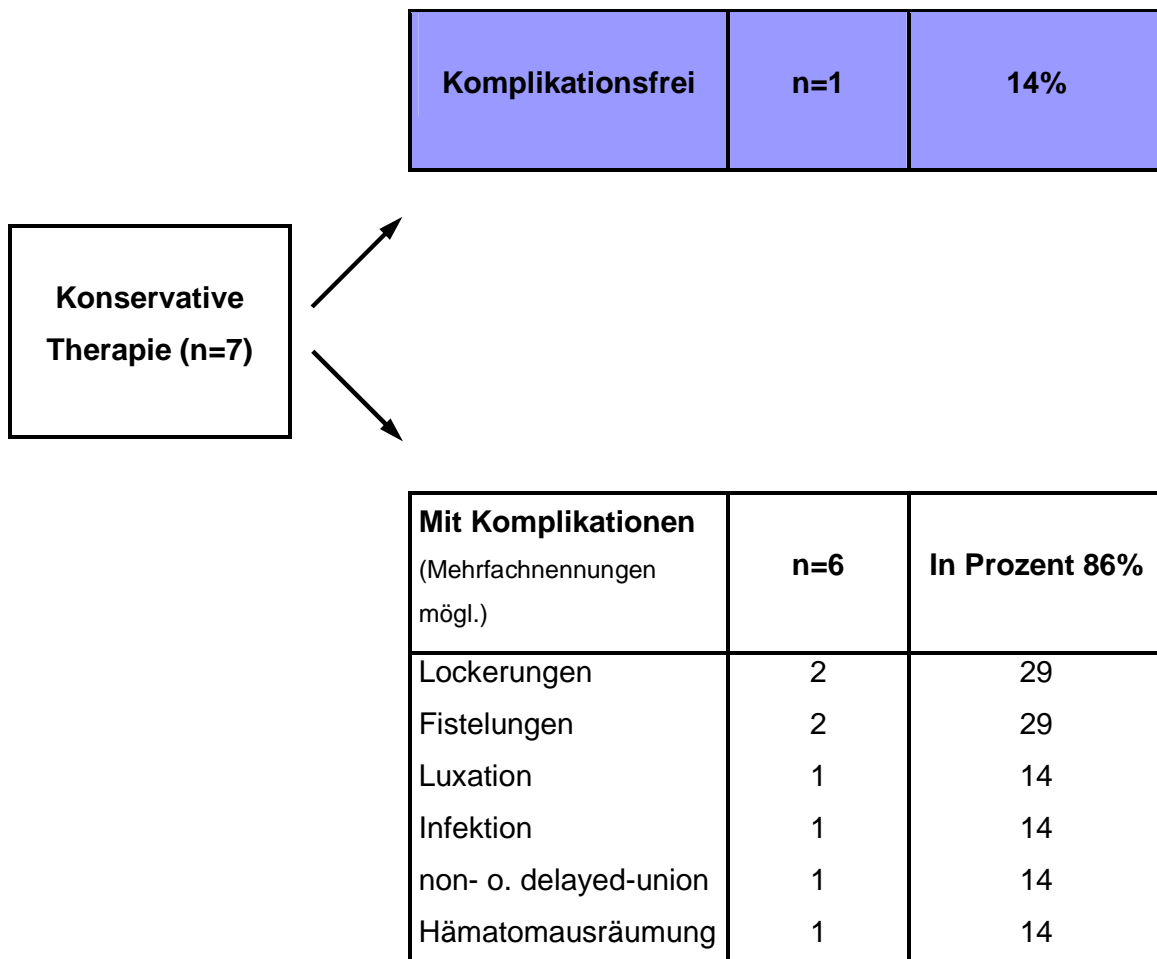 Komplikationsfrei n=1 14%
Konservative
Therapie (n=7)
Mit Komplikationen
(Mehrfachnennungen
mögl.)
n=6 In Prozent 86%
Lockerungen 2 29
Fistelungen 2 29
Luxation 1 14
Infektion 1 14
non- o. delayed-union 1 14
Hämatomausräumung 1 14